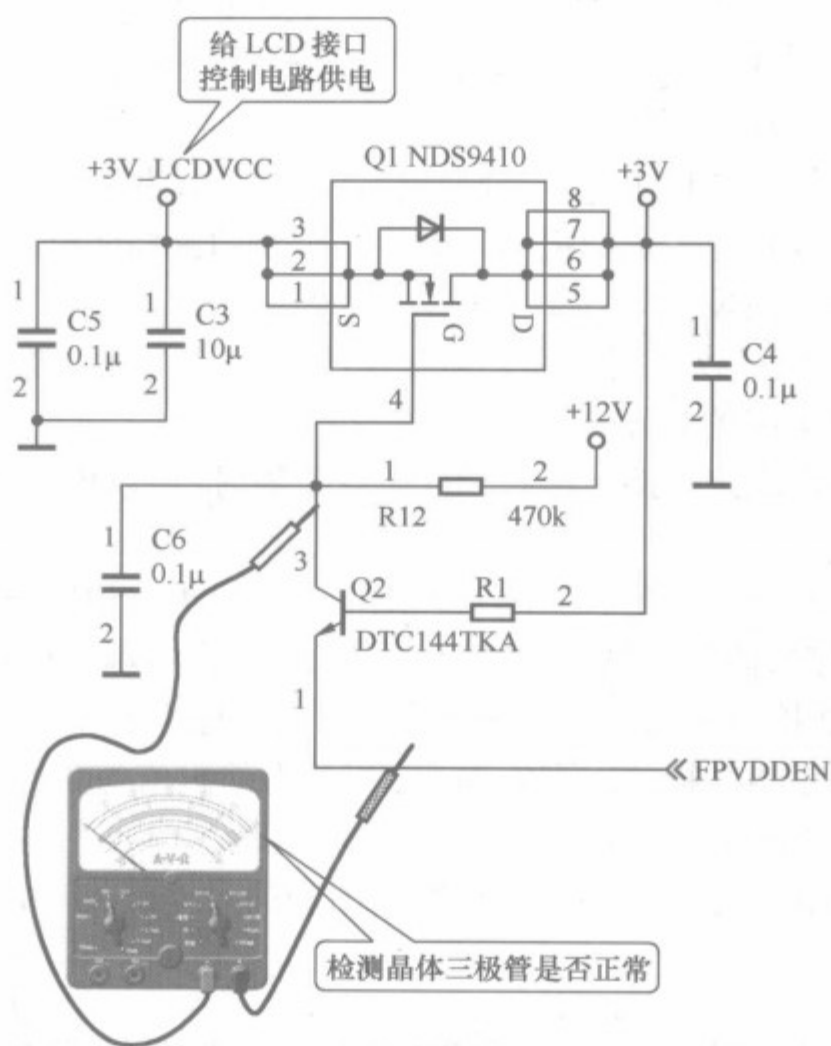 给 LCD 接口
控制电路供电
+3V_LCDVCC
Q1 NDS9410
+3V
8
3
7
2
6
1
5
S
G
D
1
C5
0.1μ
2
1
C3
10μ
2
1
C4
0.1μ
2
4
+12V
1
2
R12
470k
1
C6
0.1μ
2
3
Q2
R1
2
DTC144TKA
1
FPVDDEN
A-V-Ω
检测晶体三极管是否正常